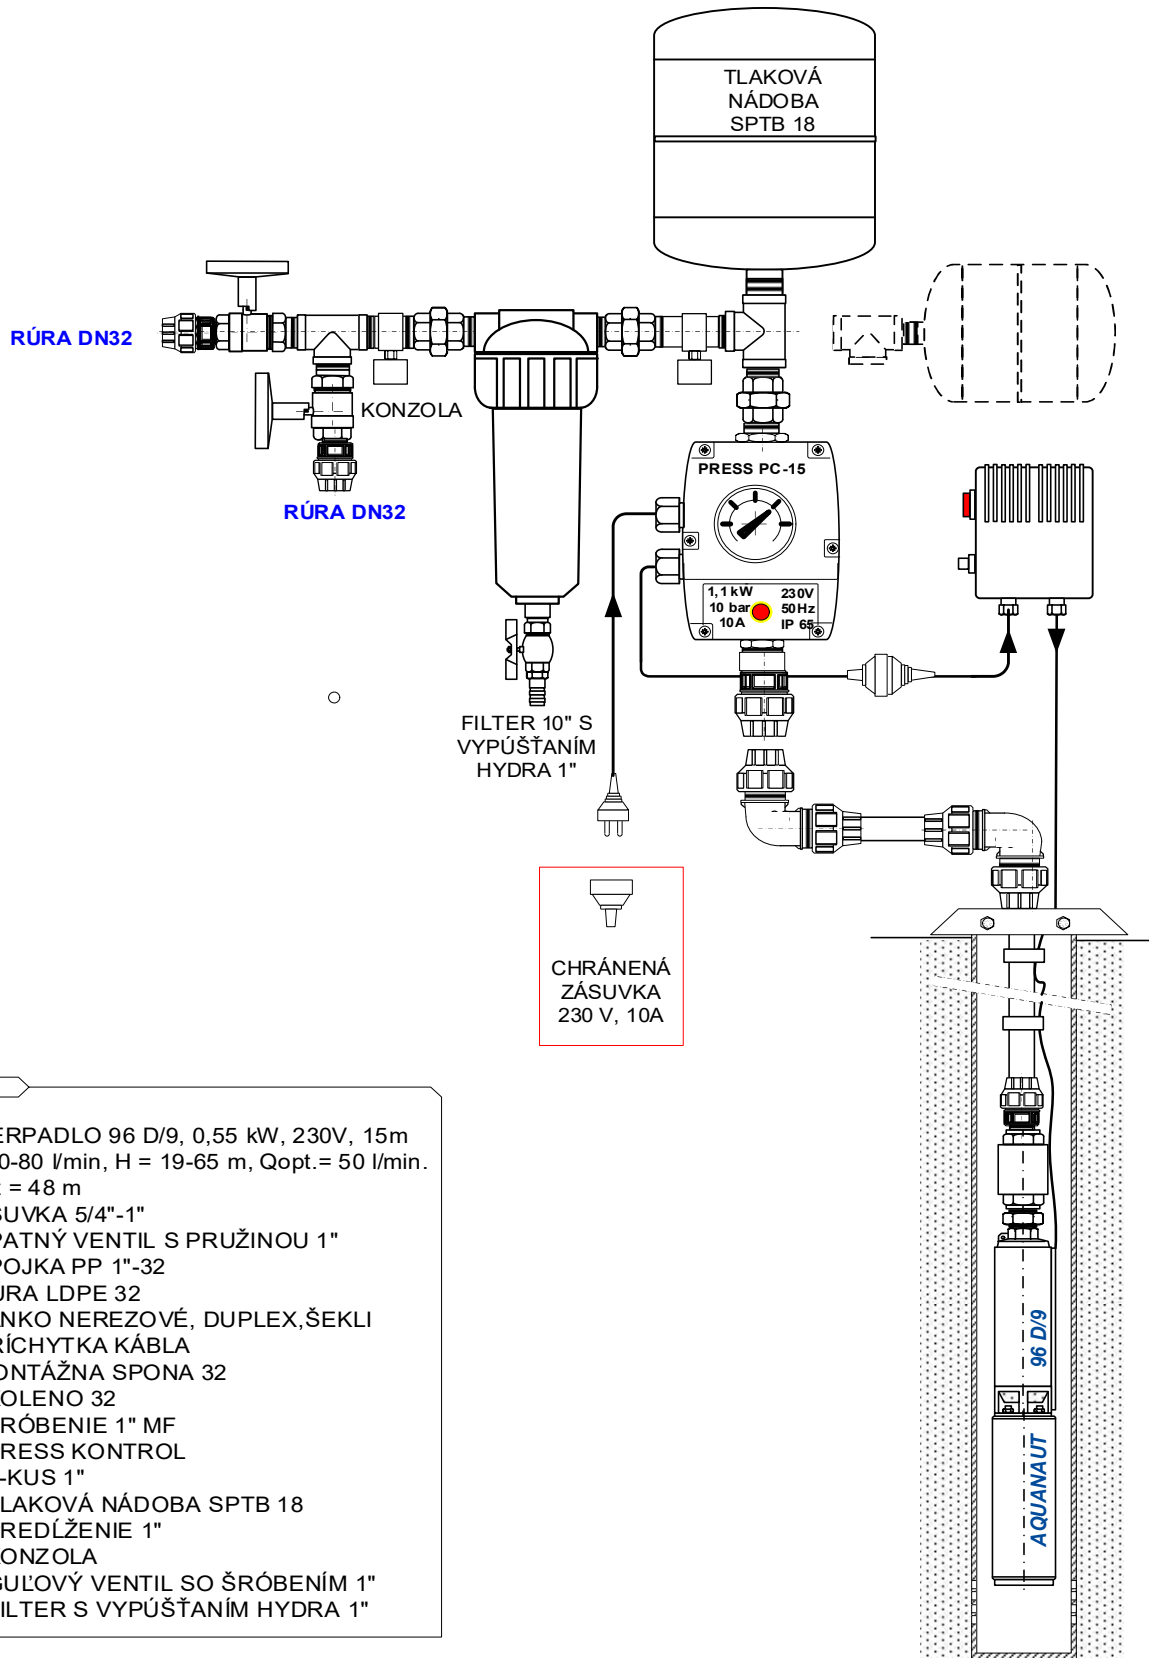 TLAKOVÁ
NÁDOBA
SPTB 18
RÚRA DN32
KONZOLA
RÚRA DN32
PRESS PC-15
1,1 kW 230V
10 bar 50Hz
10A IP 65
FILTER 10" S
VYPÚŠŤANÍM
HYDRA 1"
CHRÁNENÁ
ZÁSUVKA
230 V, 10A
ERPADLO 96 D/9, 0,55 kW, 230V, 15m
0-80 l/min, H = 19-65 m, Qopt.= 50 l/min.
= 48 m
SUVKA 5/4"-1"
PATNÝ VENTIL S PRUŽINOU 1"
POJKA PP 1"-32
ÚRA LDPE 32
ANKO NEREZOVÉ, DUPLEX,ŠEKLI
RÍCHYTKA KÁBLA
ONTÁŽNA SPONA 32
KOLENO 32
RÓBENIE 1" MF
RESS KONTROL
-KUS 1"
LAKOVÁ NÁDOBA SPTB 18
REDĹŽENIE 1"
KONZOLA
GUĽOVÝ VENTIL SO ŠRÓBENÍM 1"
FILTER S VYPÚŠŤANÍM HYDRA 1"
96 D/9
AQUANAUT